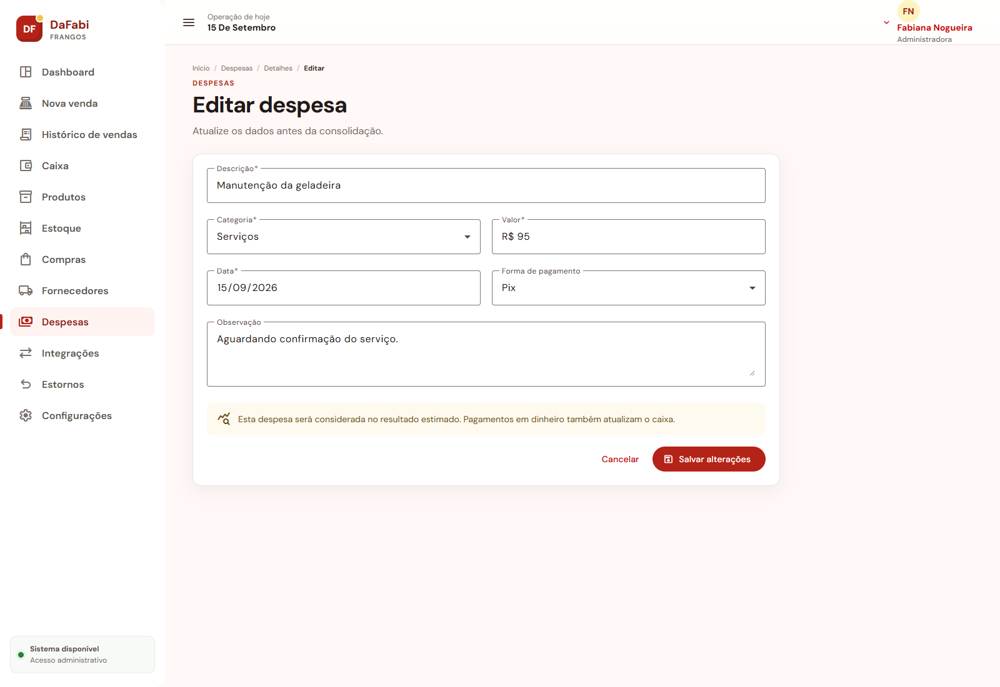 DF
DaFabi
FRANGOS
Dashboard
Nova venda
Histórico de vendas
Caixa
Produtos
Estoque
Compras
Fornecedores
Despesas
Integrações
Estornos
Configurações
Sistema disponível
Acesso administrativo
Operação de hoje
15 De Setembro
FN
Fabiana Nogueira
Administradora
Início / Despesas / Detalhes / Editar
DESPESAS
Editar despesa
Atualize os dados antes da consolidação.
Descrição*
Manutenção da geladeira
Categoria*
Serviços
Valor*
R$ 95
Data*
15/09/2026
Forma de pagamento
Pix
Observação
Aguardando confirmação do serviço.
Esta despesa será considerada no resultado estimado. Pagamentos em dinheiro também atualizam o caixa.
Cancelar
Salvar alterações